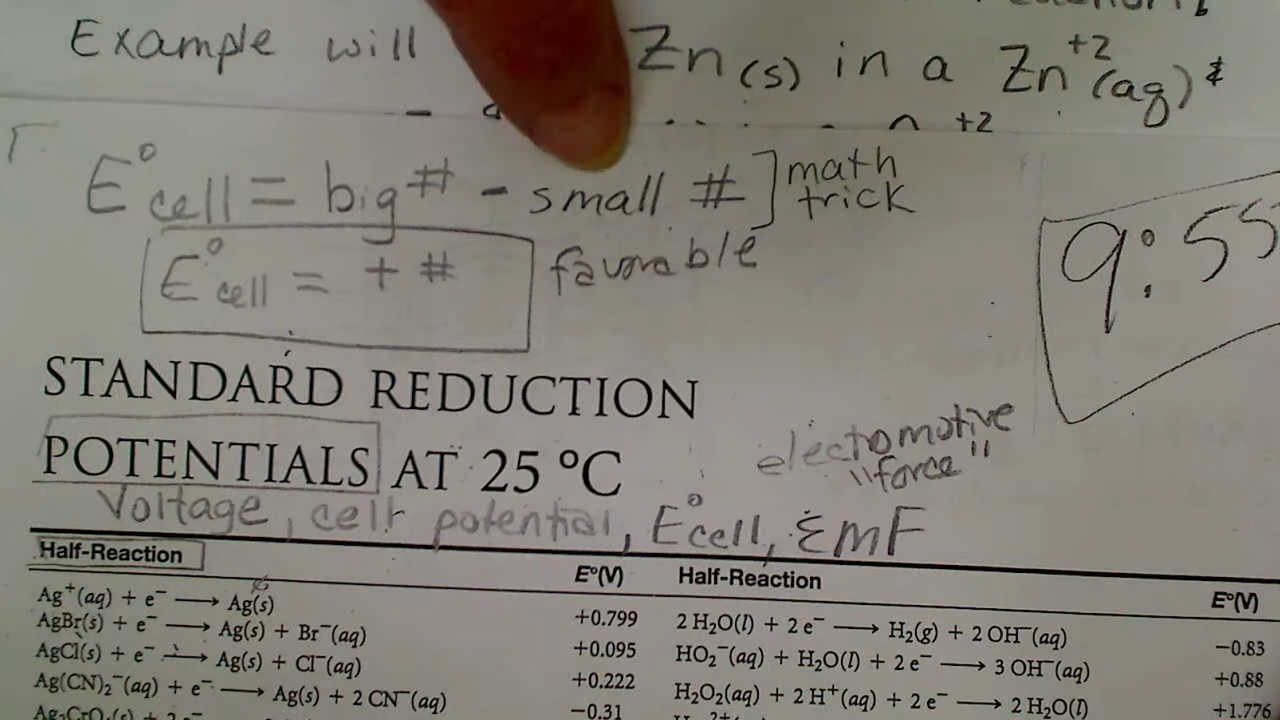 Example will Zn(s) in a Zn+2(aq) &
+2
E°cell = big # - small # ] math trick
E°cell = + # favorable
9:55
STANDARD REDUCTION
POTENTIALS AT 25 °C
electromotive
"force"
Voltage, cell potential, E°cell, EMF
Half-Reaction E°(V) Half-Reaction E°(V)
Ag⁺(aq) + e⁻ ⟶ Ag(s) +0.799 2 H₂O(l) + 2 e⁻ ⟶ H₂(g) + 2 OH⁻(aq) −0.83
AgBr(s) + e⁻ ⟶ Ag(s) + Br⁻(aq) +0.095 HO₂⁻(aq) + H₂O(l) + 2 e⁻ ⟶ 3 OH⁻(aq) +0.88
AgCl(s) + e⁻ ⟶ Ag(s) + Cl⁻(aq) +0.222 H₂O₂(aq) + 2 H⁺(aq) + 2 e⁻ ⟶ 2 H₂O(l) +1.776
Ag(CN)₂⁻(aq) + e⁻ ⟶ Ag(s) + 2 CN⁻(aq) −0.31